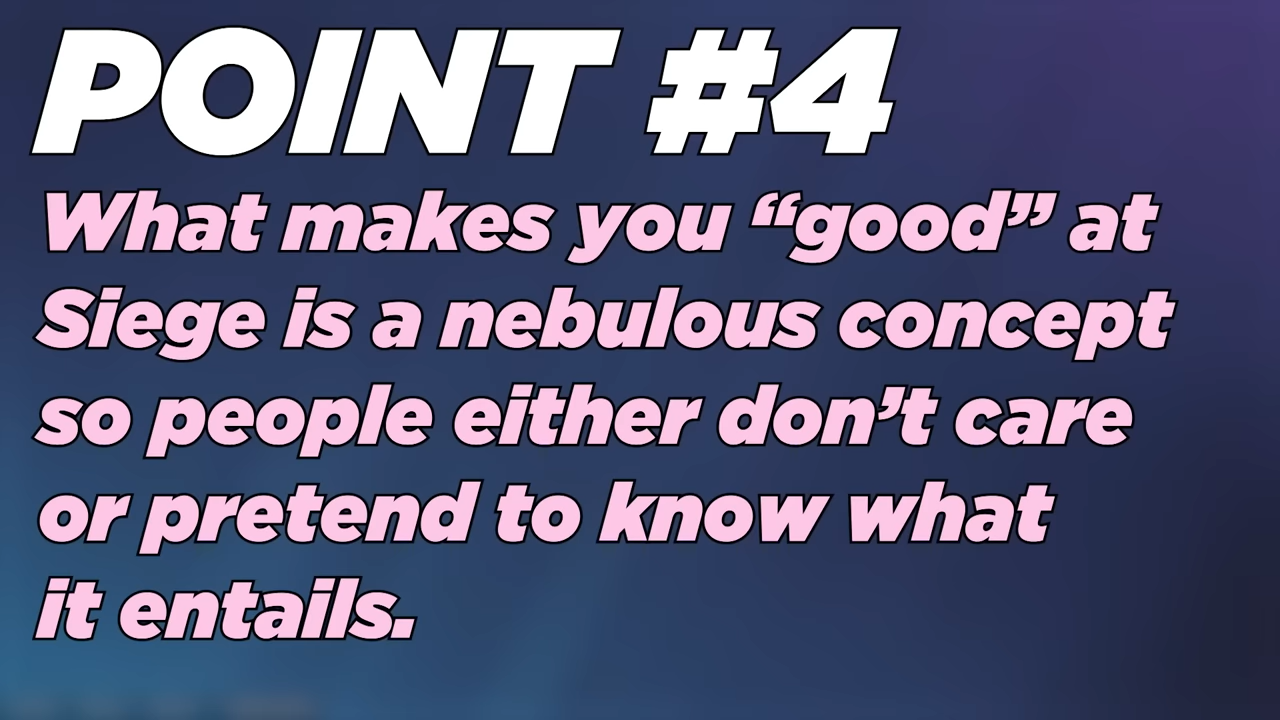 POINT #4
What makes you “good” at
Siege is a nebulous concept
so people either don’t care
or pretend to know what
it entails.